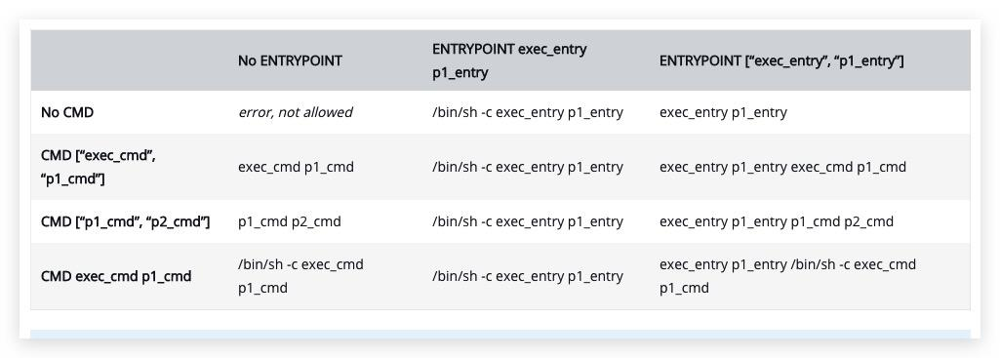 No ENTRYPOINT
ENTRYPOINT exec_entry
p1_entry
ENTRYPOINT [“exec_entry”, “p1_entry”]
No CMD
error, not allowed
/bin/sh -c exec_entry p1_entry
exec_entry p1_entry
CMD [“exec_cmd”,
“p1_cmd”]
exec_cmd p1_cmd
/bin/sh -c exec_entry p1_entry
exec_entry p1_entry exec_cmd p1_cmd
CMD [“p1_cmd”, “p2_cmd”]
p1_cmd p2_cmd
/bin/sh -c exec_entry p1_entry
exec_entry p1_entry p1_cmd p2_cmd
CMD exec_cmd p1_cmd
/bin/sh -c exec_cmd
p1_cmd
/bin/sh -c exec_entry p1_entry
exec_entry p1_entry /bin/sh -c exec_cmd
p1_cmd